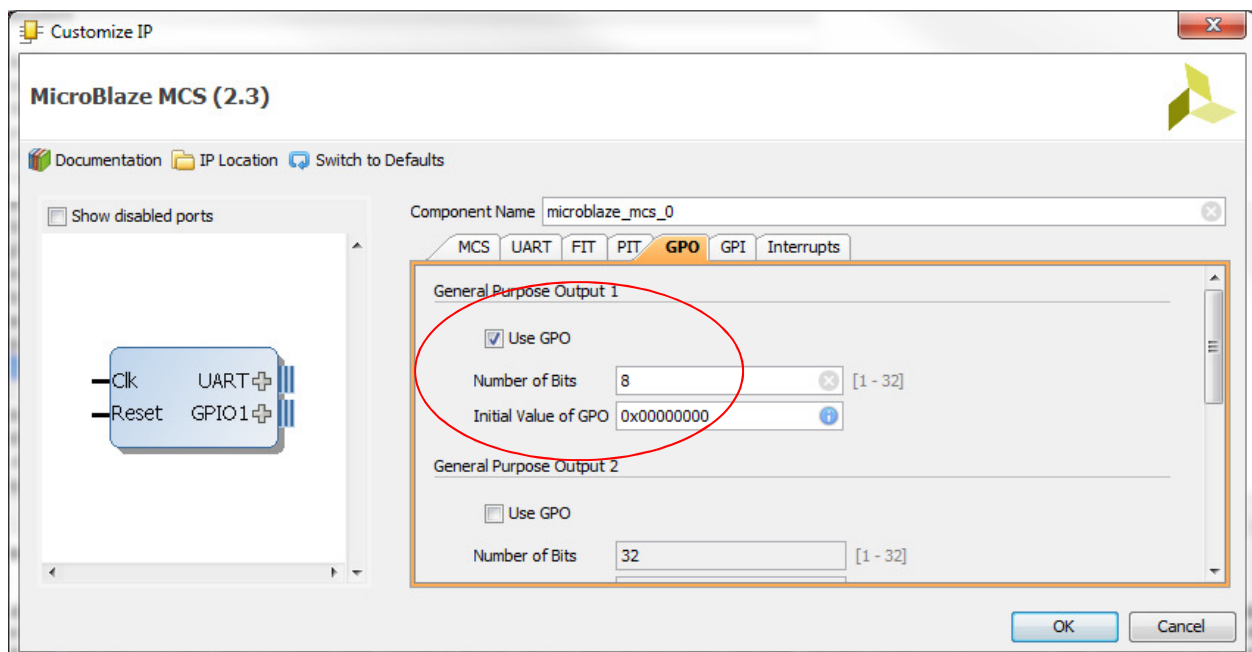 Customize IP
MicroBlaze MCS (2.3)
Documentation IP Location Switch to Defaults
Show disabled ports
Component Name microblaze_mcs_0
MCS UART FIT PIT GPO GPI Interrupts
General Purpose Output 1
Use GPO
Number of Bits 8 [1 - 32]
Initial Value of GPO 0x00000000
Clk UART
Reset GPIO1
General Purpose Output 2
Use GPO
Number of Bits 32 [1 - 32]
OK Cancel